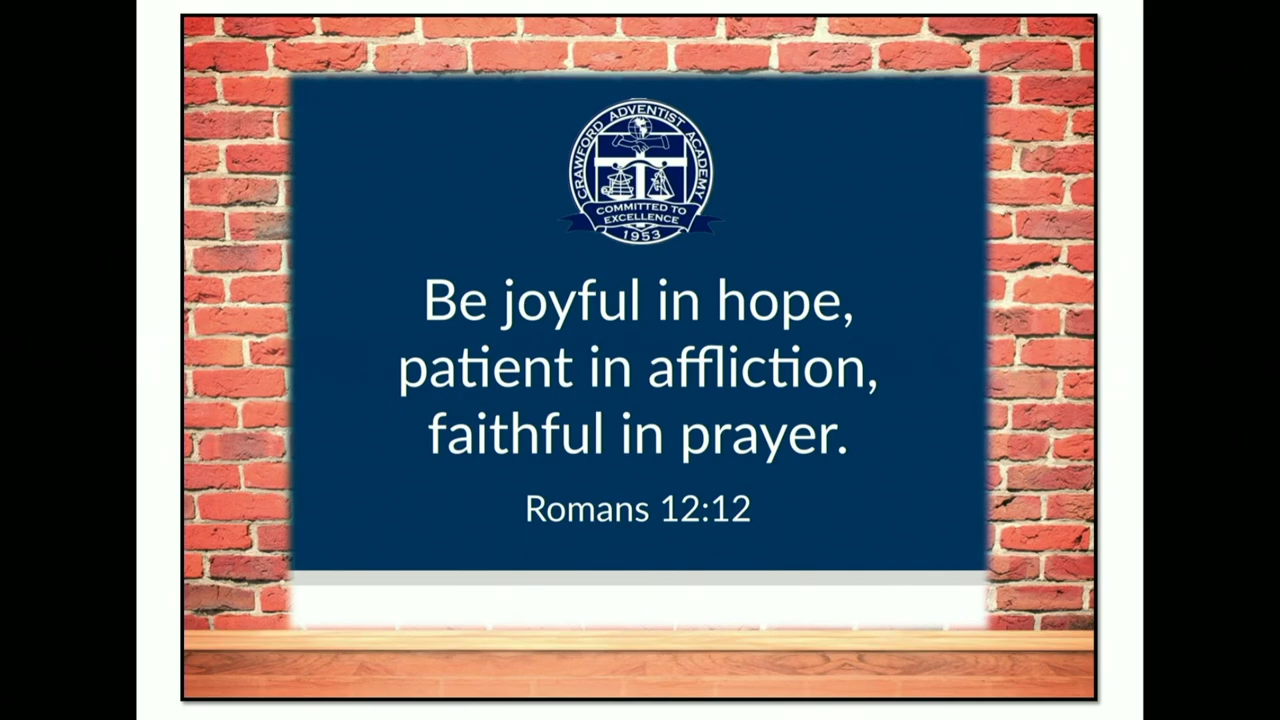 CRAWFORD ADVENTIST ACADEMY
COMMITTED TO
EXCELLENCE
1953
Be joyful in hope,
patient in affliction,
faithful in prayer.
Romans 12:12